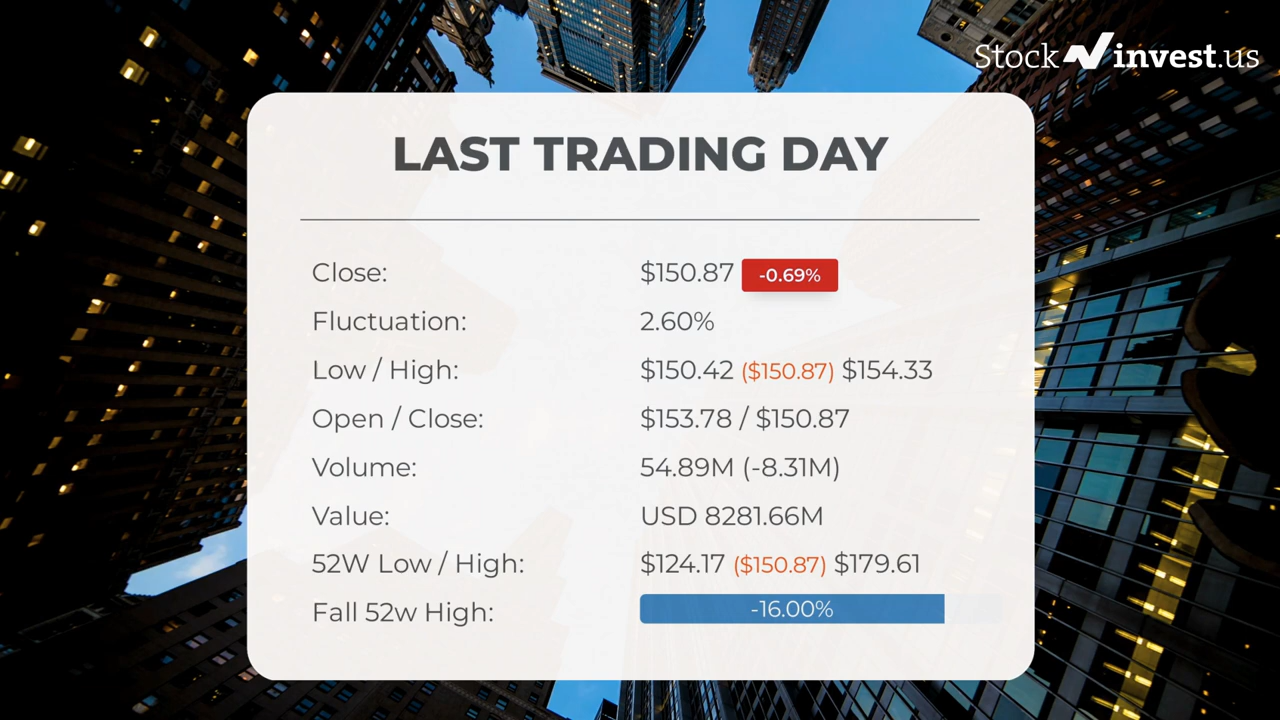 Stock invest.us
LAST TRADING DAY
Close: $150.87 -0.69%
Fluctuation: 2.60%
Low / High: $150.42 ($150.87) $154.33
Open / Close: $153.78 / $150.87
Volume: 54.89M (-8.31M)
Value: USD 8281.66M
52W Low / High: $124.17 ($150.87) $179.61
Fall 52w High: -16.00%